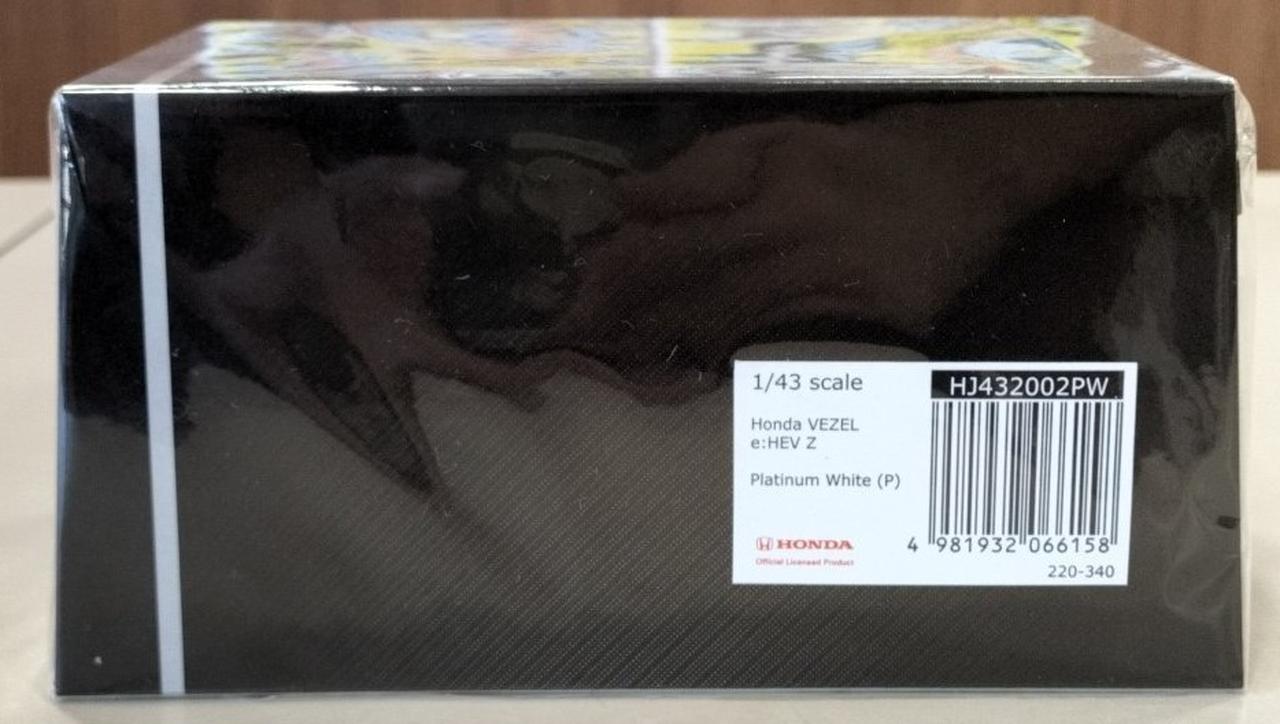 1/43 scale
HJ432002PW
Honda VEZEL
e:HEV Z
Platinum White (P)
HONDA
Official Licensed Product
4 981932 066158
220-340